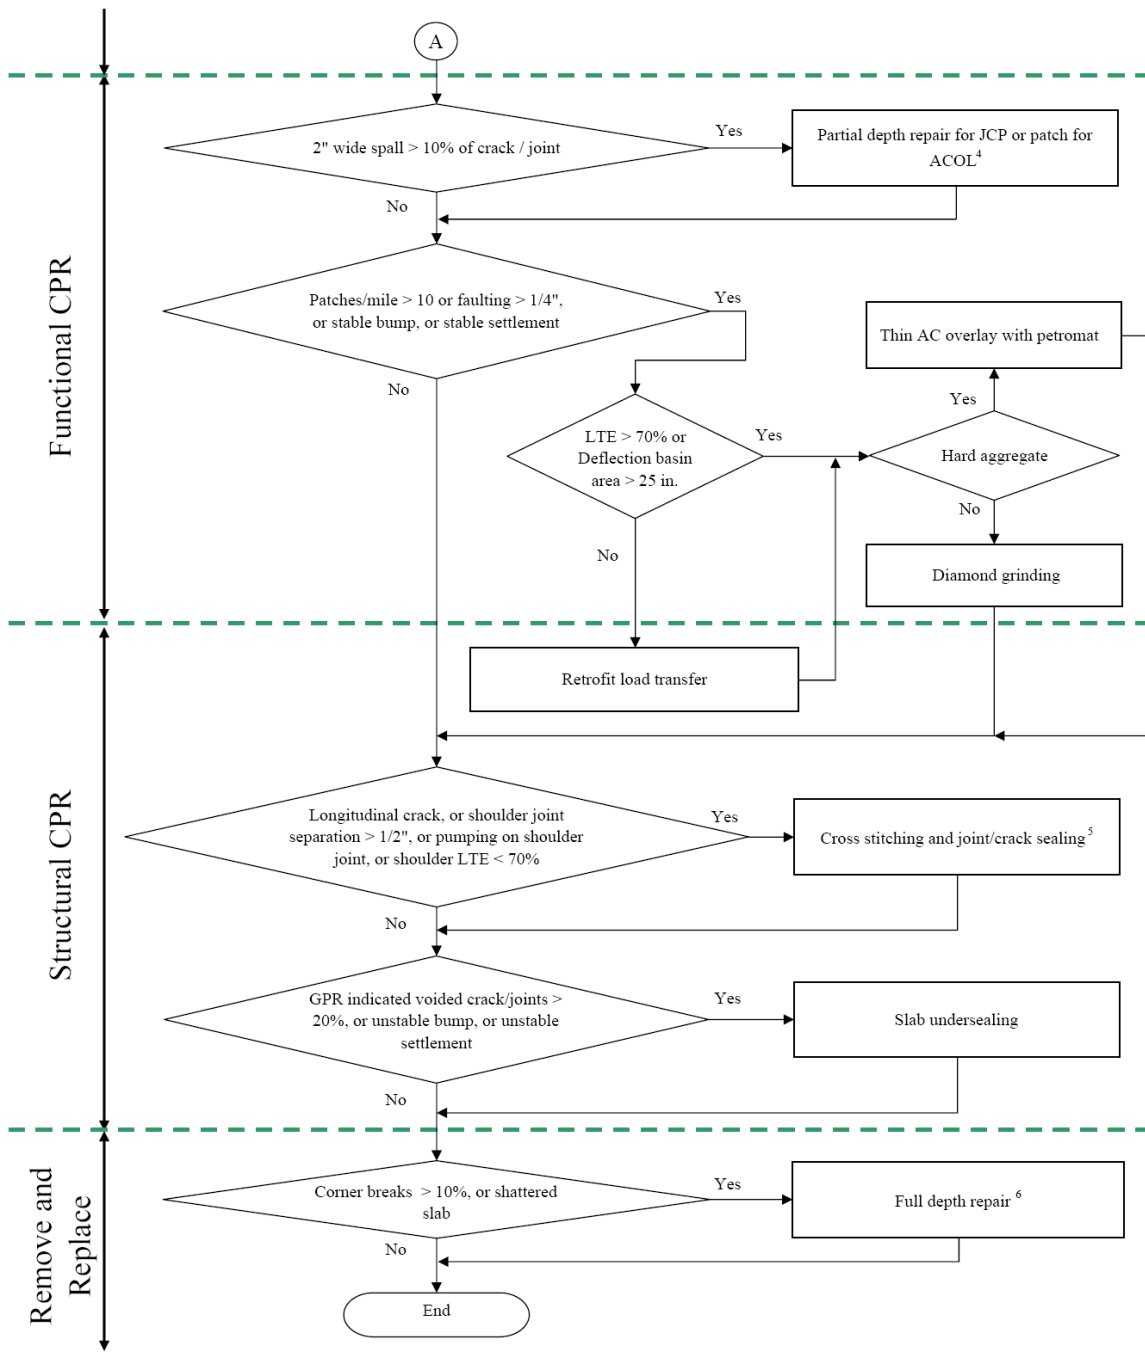 A
Functional CPR
2" wide spall > 10% of crack / joint
Yes
Partial depth repair for JCP or patch for
ACOL4
No
Patches/mile > 10 or faulting > 1/4",
or stable bump, or stable settlement
Yes
No
Thin AC overlay with petromat
Yes
LTE > 70% or
Deflection basin
area > 25 in.
Yes
Hard aggregate
No
No
Diamond grinding
Structural CPR
Retrofit load transfer
Longitudinal crack, or shoulder joint
separation > 1/2", or pumping on shoulder
joint, or shoulder LTE < 70%
Yes
Cross stitching and joint/crack sealing5
No
GPR indicated voided crack/joints >
20%, or unstable bump, or unstable
settlement
Yes
Slab undersealing
No
Remove and
Replace
Corner breaks > 10%, or shattered
slab
Yes
Full depth repair 6
No
End